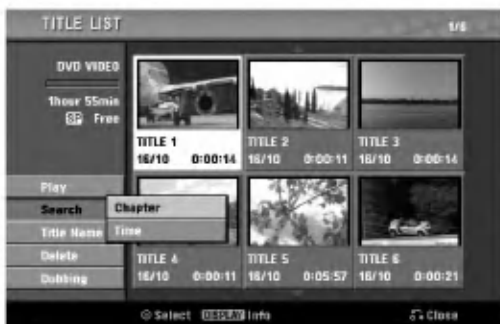 TITLE LIST
1/6
DVD VIDEO
1hour 55min
SP Free
TITLE 1
16/10 0:00:14
TITLE 2
16/10 0:00:11
TITLE 3
16/10 0:00:14
Play
Search
Title Name
Delete
Dubbing
Chapter
Time
TITLE 4
16/10 0:00:11
TITLE 5
16/10 0:05:57
TITLE 6
16/10 0:00:21
Select DISPLAY Info
Close